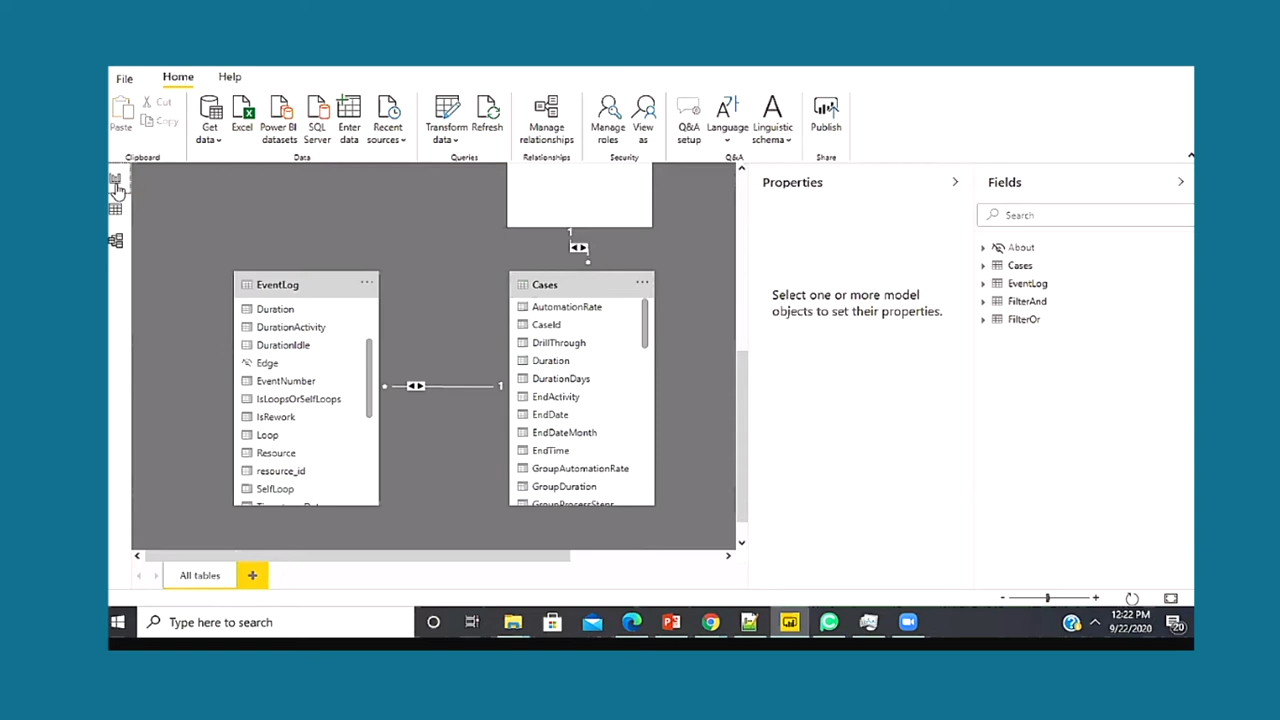 File Home Help
Paste Cut Copy Clipboard
Get data Excel Power BI datasets SQL Server Enter data Recent sources Data
Transform data Refresh Queries
Manage relationships Relationships
Manage roles View as Security
Q&A setup Language Linguistic schema Q&A
Publish Share
1
EventLog
Duration
DurationActivity
DurationIdle
Edge
EventNumber
IsLoopsOrSelfLoops
IsRework
Loop
Resource
resource_id
SelfLoop
1
Cases
AutomationRate
CaseId
DrillThrough
Duration
DurationDays
EndActivity
EndDate
EndDateMonth
EndTime
GroupAutomationRate
GroupDuration
GroupProcessSteps
Properties
Select one or more model
objects to set their properties.
Fields
Search
About
Cases
EventLog
FilterAnd
FilterOr
All tables +
- +
Type here to search
12:22 PM
9/22/2020
20